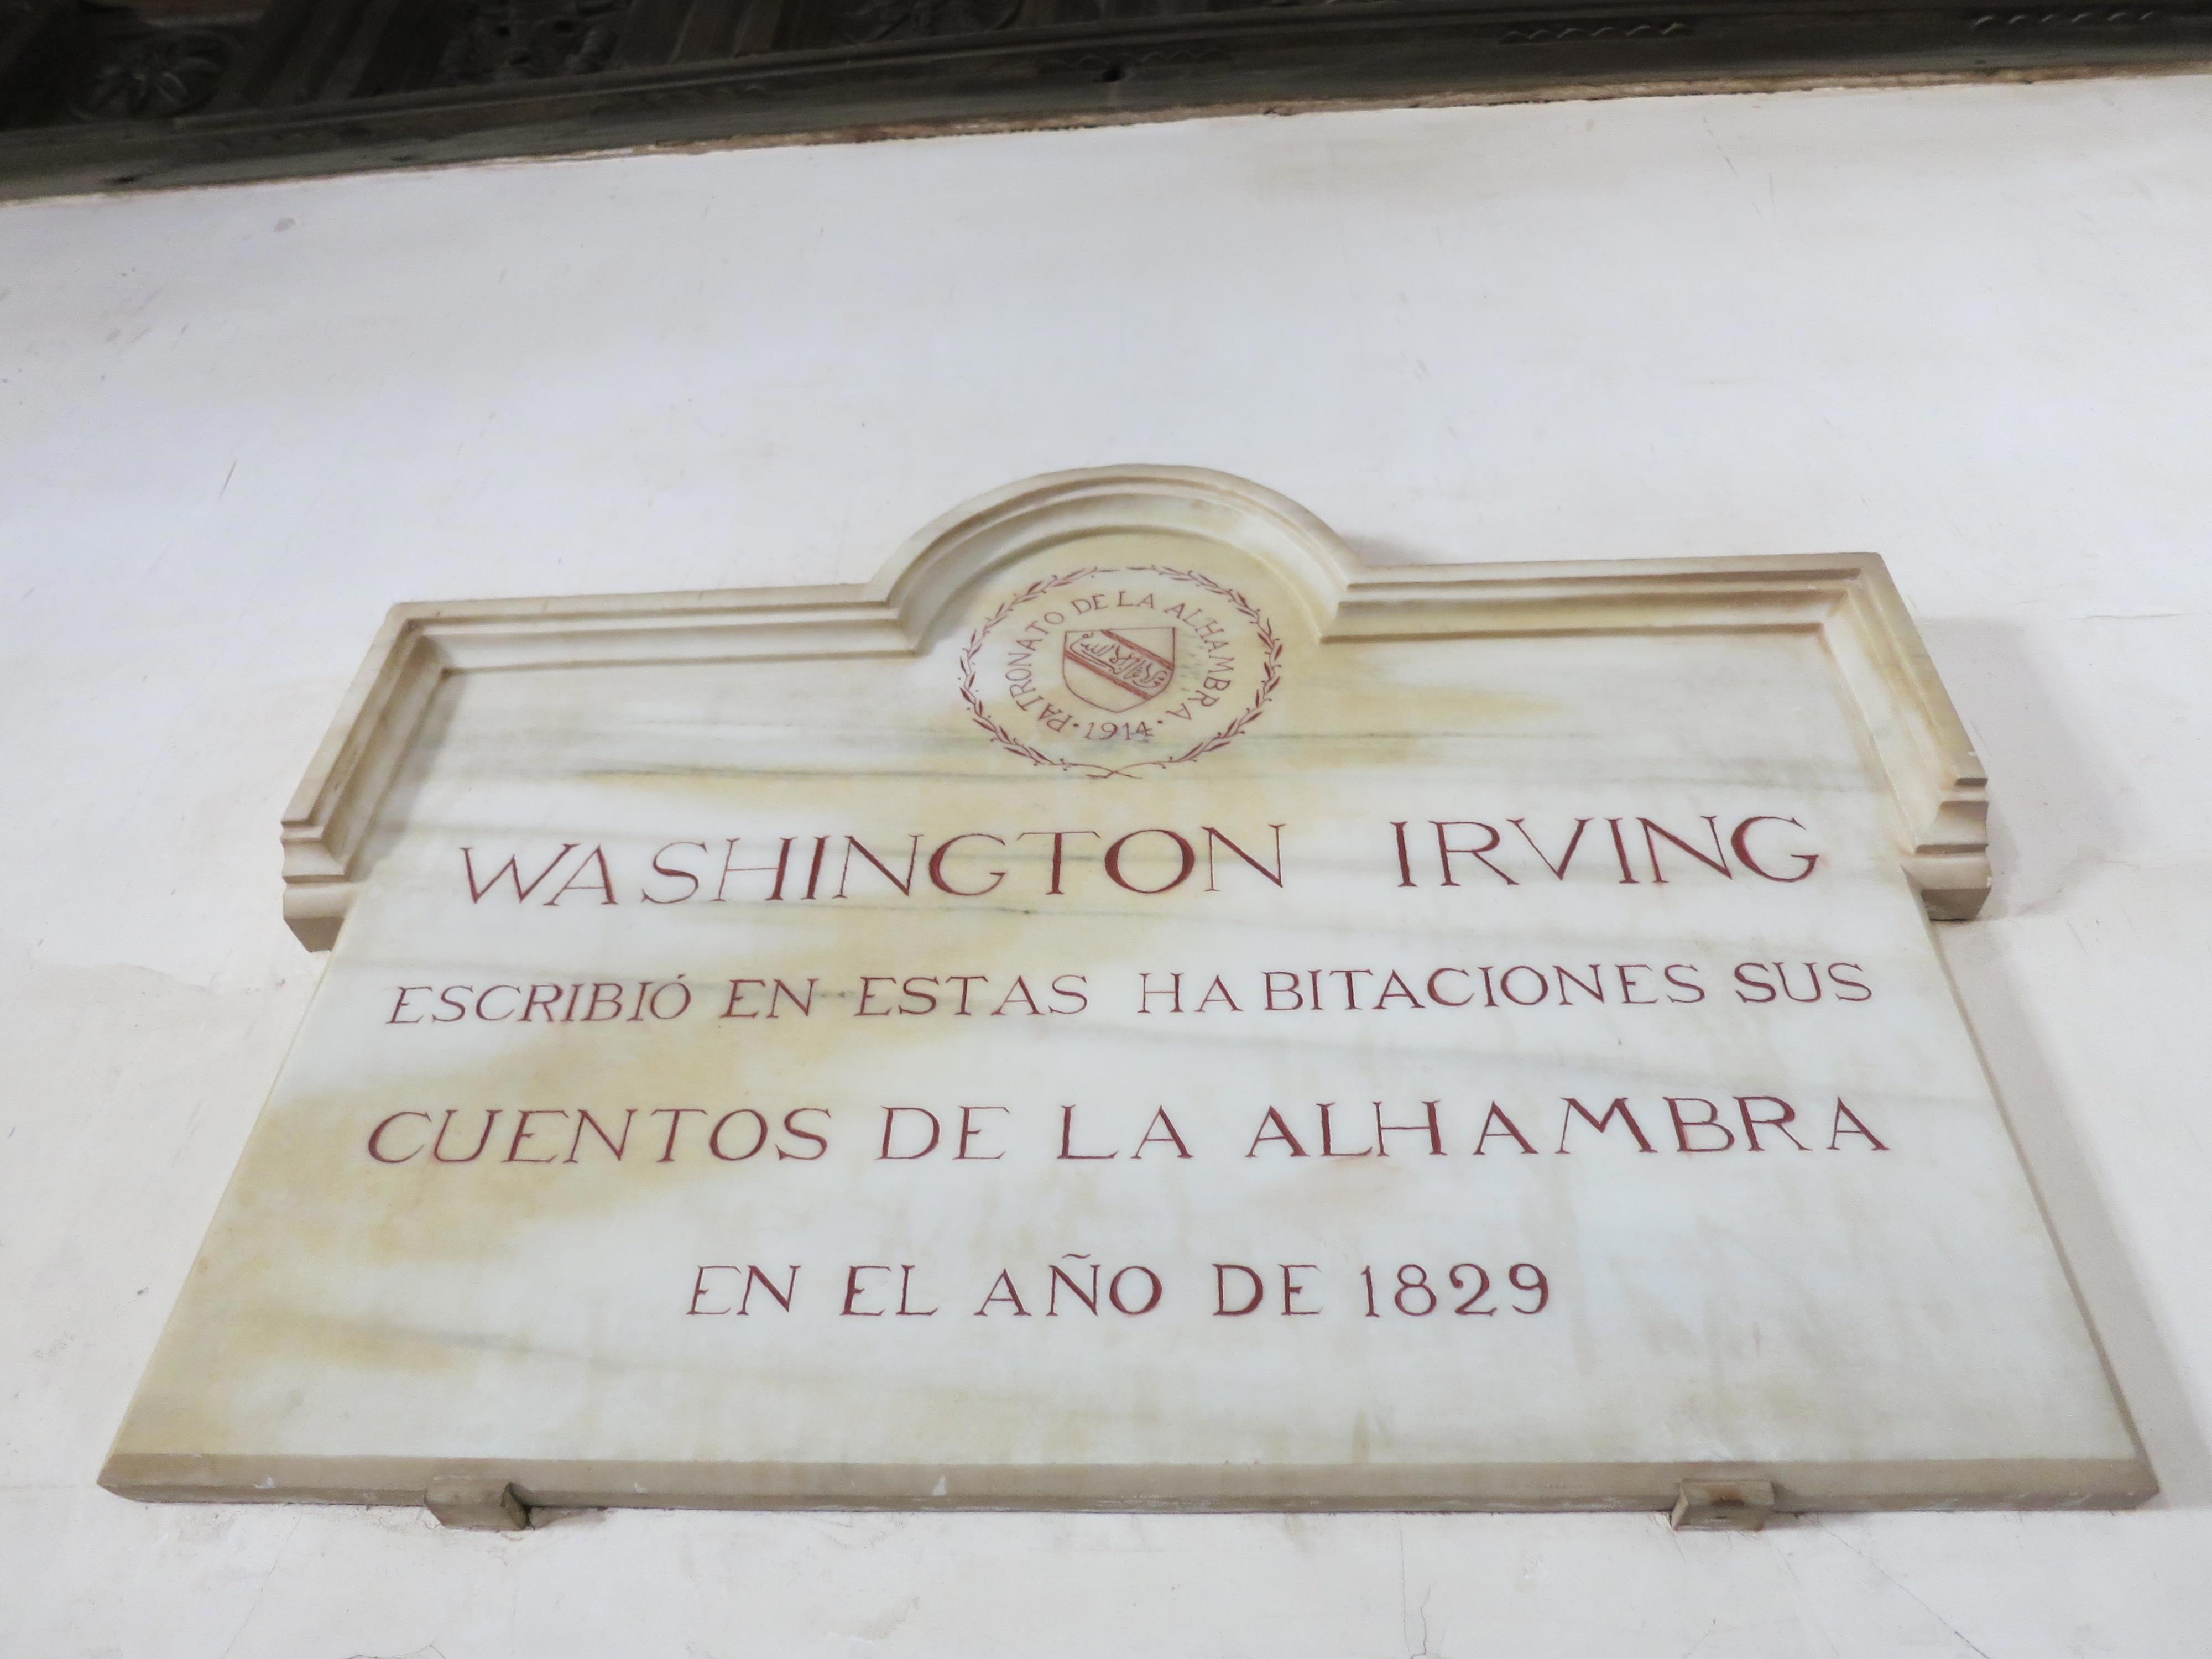 PATRONATO DE LA ALHAMBRA
· 1914 ·
WASHINGTON IRVING
ESCRIBIÓ EN ESTAS HABITACIONES SUS
CUENTOS DE LA ALHAMBRA
EN EL AÑO DE 1829